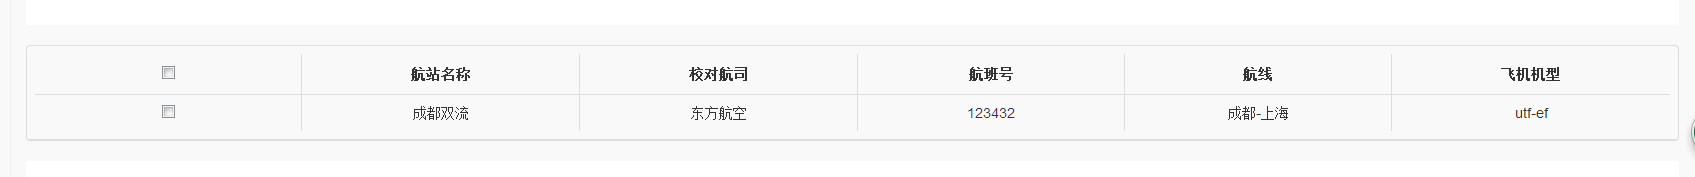 航站名称 校对航司 航班号 航线 飞机机型
成都双流 东方航空 123432 成都-上海 utf-ef